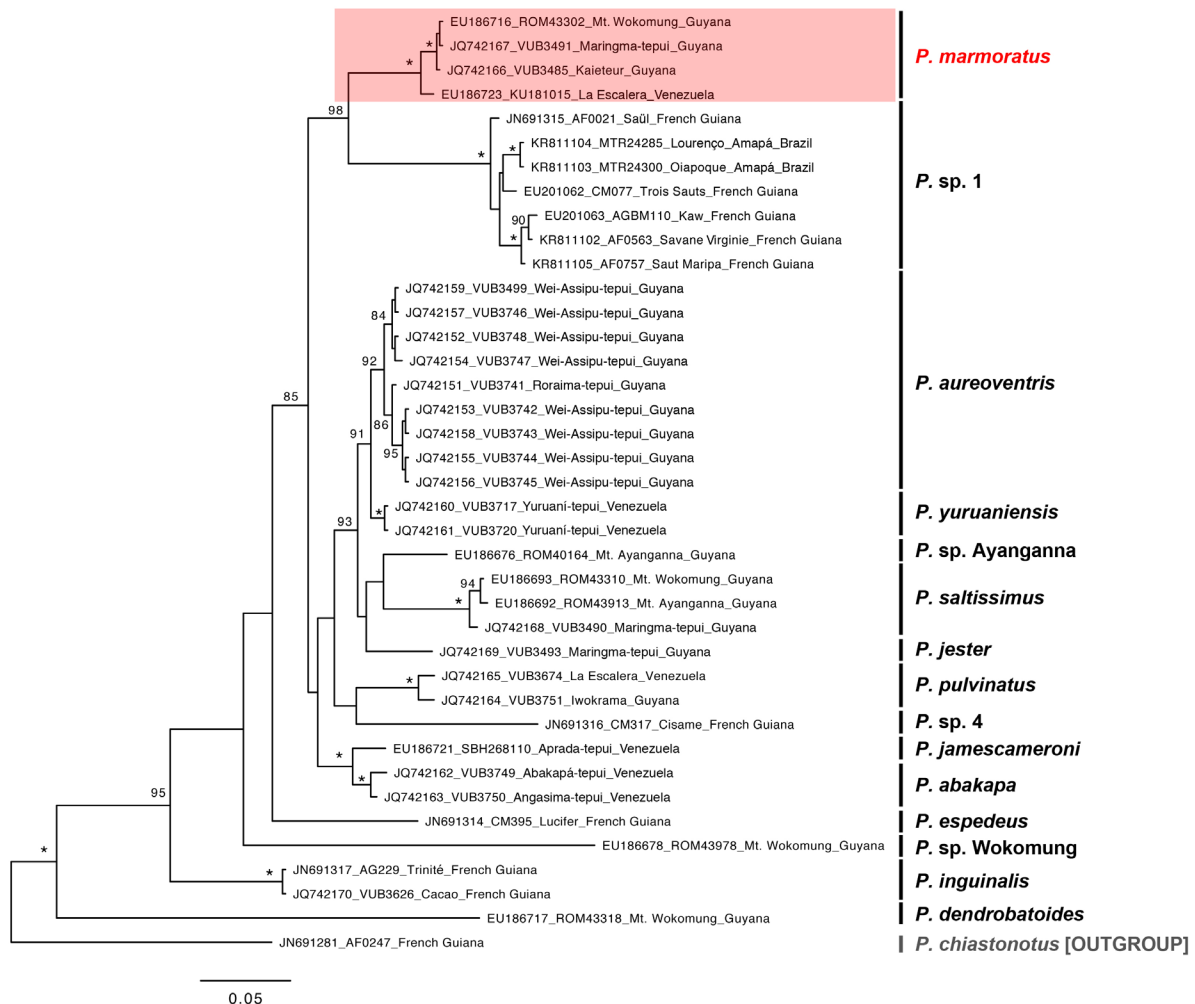 EU186716_ROM43302_Mt. Wokomung_Guyana
JQ742167_VUB3491_Maringma-tepui_Guyana
*
P. marmoratus
*
JQ742166_VUB3485_Kaieteur_Guyana
EU186723_KU181015_La Escalera_Venezuela
98
JN691315_AF0021_Saül_French Guiana
KR811104_MTR24285_Lourenço_Amapá_Brazil
*
*
KR811103_MTR24300_Oiapoque_Amapá_Brazil
P. sp. 1
EU201062_CM077_Trois Sauts_French Guiana
90
EU201063_AGBM110_Kaw_French Guiana
*
KR811102_AF0563_Savane Virginie_French Guiana
KR811105_AF0757_Saut Maripa_French Guiana
JQ742159_VUB3499_Wei-Assipu-tepui_Guyana
84
JQ742157_VUB3746_Wei-Assipu-tepui_Guyana
JQ742152_VUB3748_Wei-Assipu-tepui_Guyana
92
JQ742154_VUB3747_Wei-Assipu-tepui_Guyana
JQ742151_VUB3741_Roraima-tepui_Guyana
P. aureoventris
85
JQ742153_VUB3742_Wei-Assipu-tepui_Guyana
86
91
JQ742158_VUB3743_Wei-Assipu-tepui_Guyana
95
JQ742155_VUB3744_Wei-Assipu-tepui_Guyana
JQ742156_VUB3745_Wei-Assipu-tepui_Guyana
*
JQ742160_VUB3717_Yuruaní-tepui_Venezuela
P. yuruaniensis
93
JQ742161_VUB3720_Yuruaní-tepui_Venezuela
EU186676_ROM40164_Mt. Ayanganna_Guyana
P. sp. Ayanganna
94
EU186693_ROM43310_Mt. Wokomung_Guyana
*
EU186692_ROM43913_Mt. Ayanganna_Guyana
P. saltissimus
JQ742168_VUB3490_Maringma-tepui_Guyana
JQ742169_VUB3493_Maringma-tepui_Guyana
P. jester
*
JQ742165_VUB3674_La Escalera_Venezuela
P. pulvinatus
JQ742164_VUB3751_Iwokrama_Guyana
JN691316_CM317_Cisame_French Guiana
P. sp. 4
*
EU186721_SBH268110_Aprada-tepui_Venezuela
P. jamescameroni
*
JQ742162_VUB3749_Abakapá-tepui_Venezuela
P. abakapa
JQ742163_VUB3750_Angasima-tepui_Venezuela
95
JN691314_CM395_Lucifer_French Guiana
P. espedeus
*
EU186678_ROM43978_Mt. Wokomung_Guyana
P. sp. Wokomung
*
JN691317_AG229_Trinité_French Guiana
P. inguinalis
JQ742170_VUB3626_Cacao_French Guiana
EU186717_ROM43318_Mt. Wokomung_Guyana
P. dendrobatoides
JN691281_AF0247_French Guiana
P. chiastonotus [OUTGROUP]
0.05